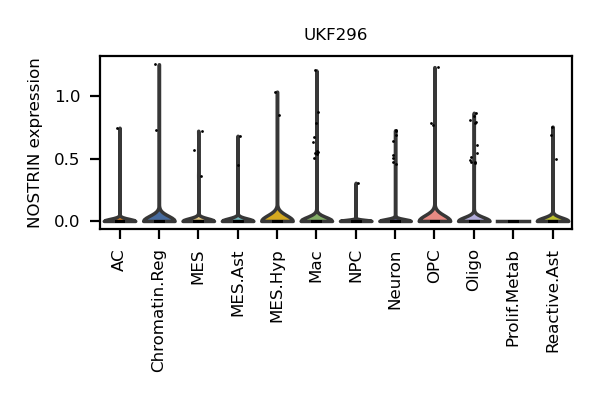 UKF296
NOSTRIN expression
1.0
0.5
0.0
AC
Chromatin.Reg
MES
MES.Ast
MES.Hyp
Mac
NPC
Neuron
OPC
Oligo
Prolif.Metab
Reactive.Ast